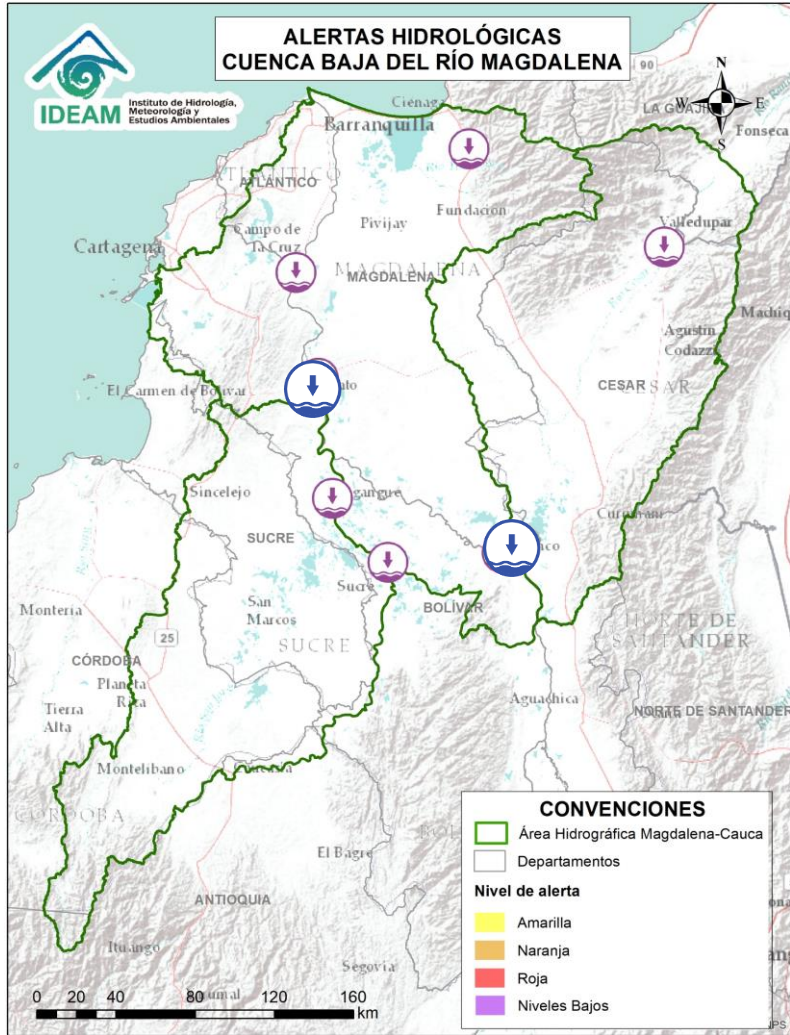 ALERTAS HIDROLÓGICAS
CUENCA BAJA DEL RÍO MAGDALENA
IDEAM
Instituto de Hidrología,
Meteorología y
Estudios Ambientales
N
W
E
S
90
LA GUAJIRA
Fonseca
Ciénaga
Barranquilla
ATLÁNTICO
ATLÁNTICO
Pivijay
Fundación
Campo de
la Cruz
Cartagena
Valledupar
MAGDALENA
MAGDALENA
Agustín
Codazzi
El Carmen de Bolívar
CESAR
CESAR
Sincelejo
SUCRE
Curumaní
Sucre
BOLÍVAR
San
Marcos
SUCRE
Montería
25
CÓRDOBA
NORTE DE
SANTANDER
Planeta
Rica
Tierra
Alta
Aguachica
NORTE DE SANTANDER
Montelíbano
El Bagre
ANTIOQUIA
Ituango
Segovia
CONVENCIONES
Área Hidrográfica Magdalena-Cauca
Departamentos
Nivel de alerta
Amarilla
Naranja
Roja
Niveles Bajos
0 20 40 80 120 160
km